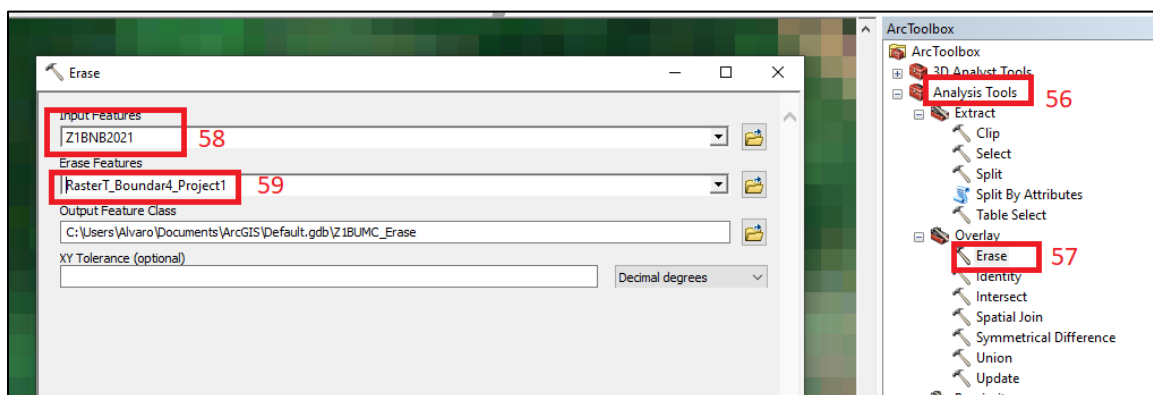 Erase
Input Features
Z1BNB2021
58
Erase Features
RasterT_Boundar4_Project1
59
Output Feature Class
C:\Users\Alvaro\Documents\ArcGIS\Default.gdb\Z1BUMC_Erase
XY Tolerance (optional)
Decimal degrees
ArcToolbox
ArcToolbox
3D Analyst Tools
Analysis Tools
56
Extract
Clip
Select
Split
Split By Attributes
Table Select
Overlay
Erase
57
Identity
Intersect
Spatial Join
Symmetrical Difference
Union
Update